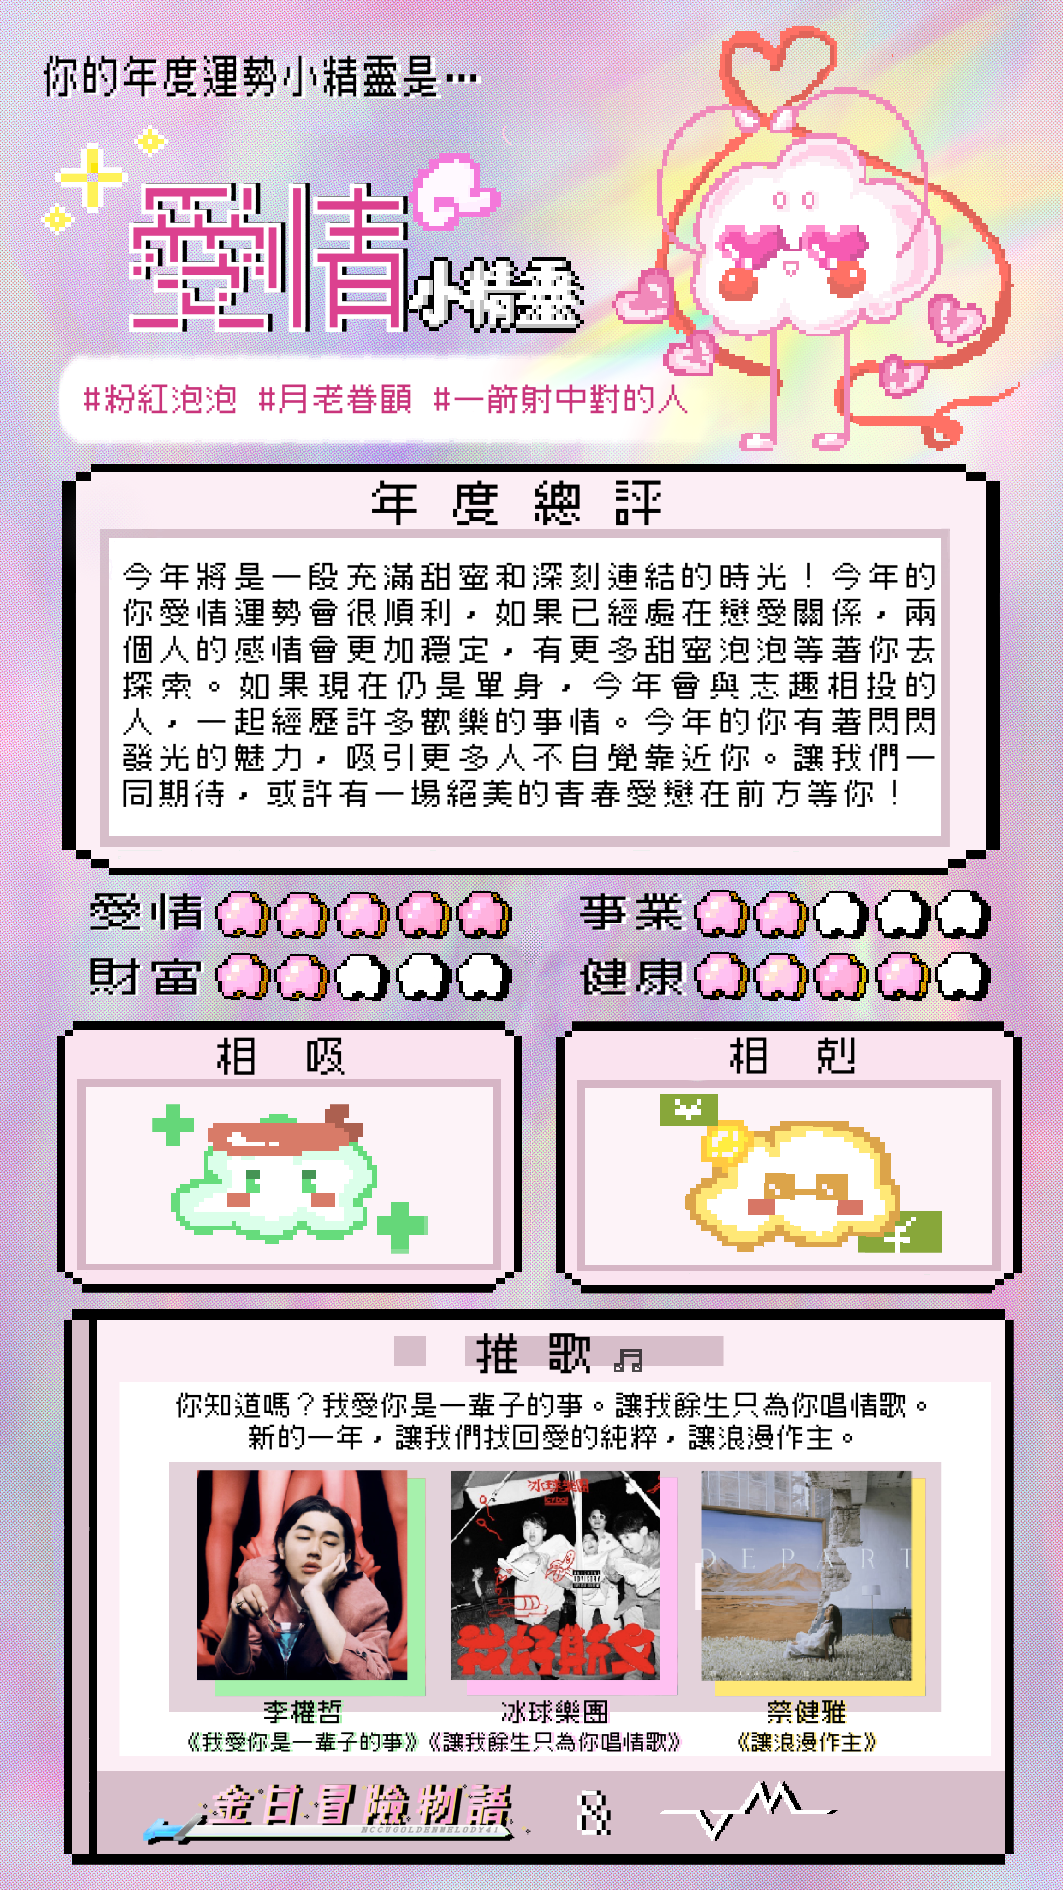 你的年度運勢小精靈是…
愛情小精靈
#粉紅泡泡 #月老眷顧 #一箭射中對的人
年度總評
今年將是一段充滿甜蜜和深刻連結的時光！今年的
你愛情運勢會很順利，如果已經處在戀愛關係，兩
個人的感情會更加穩定，有更多甜蜜泡泡等著你去
探索。如果現在仍是單身，今年會與志趣相投的
人，一起經歷許多歡樂的事情。今年的你有著閃閃
發光的魅力，吸引更多人不自覺靠近你。讓我們一
同期待，或許有一場絕美的青春愛戀在前方等你！
愛情 事業
財富 健康
相吸 相剋
推歌
你知道嗎？我愛你是一輩子的事。讓我餘生只為你唱情歌。
新的一年，讓我們找回愛的純粹，讓浪漫作主。
冰球樂團
DEPART
我好斯文
李權哲 冰球樂團 蔡健雅
《我愛你是一輩子的事》 《讓我餘生只為你唱情歌》 《讓浪漫作主》
金曰冒險物語
NCCUGOLDENMELODY41